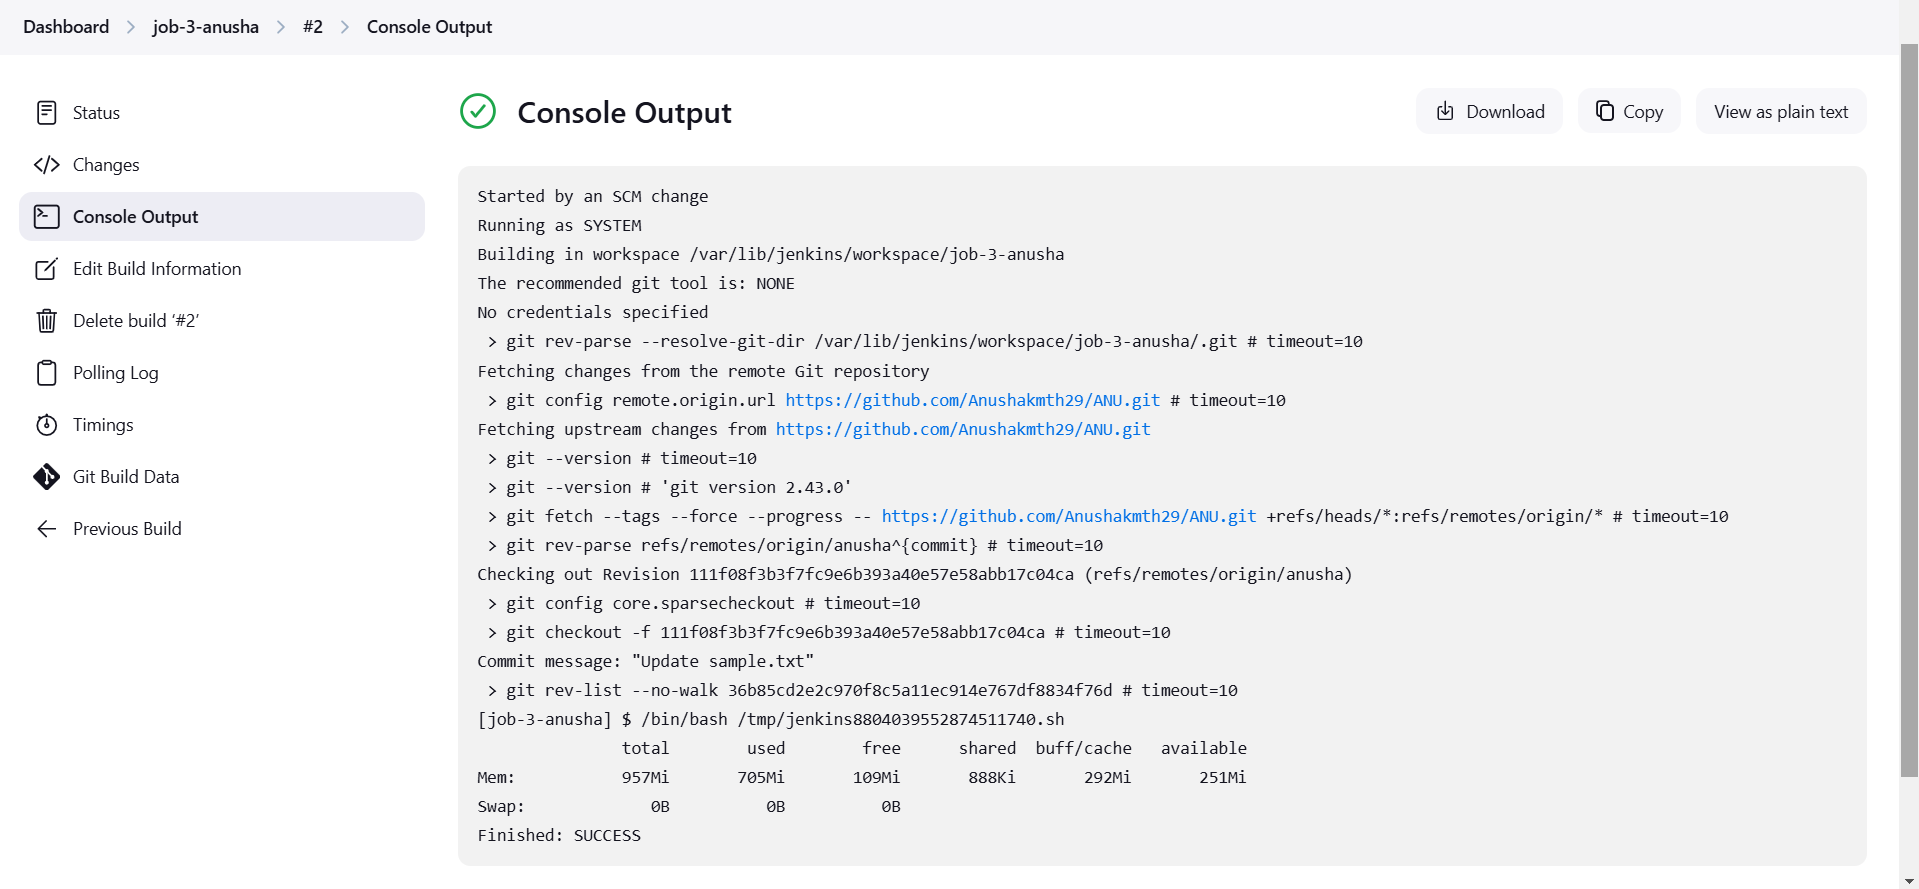 Dashboard > job-3-anusha > #2 > Console Output
Status
Changes
Console Output
Edit Build Information
Delete build ‘#2’
Polling Log
Timings
Git Build Data
Previous Build
Console Output
Download
Copy
View as plain text
Started by an SCM change
Running as SYSTEM
Building in workspace /var/lib/jenkins/workspace/job-3-anusha
The recommended git tool is: NONE
No credentials specified
 > git rev-parse --resolve-git-dir /var/lib/jenkins/workspace/job-3-anusha/.git # timeout=10
Fetching changes from the remote Git repository
 > git config remote.origin.url https://github.com/Anushakmth29/ANU.git # timeout=10
Fetching upstream changes from https://github.com/Anushakmth29/ANU.git
 > git --version # timeout=10
 > git --version # 'git version 2.43.0'
 > git fetch --tags --force --progress -- https://github.com/Anushakmth29/ANU.git +refs/heads/*:refs/remotes/origin/* # timeout=10
 > git rev-parse refs/remotes/origin/anusha^{commit} # timeout=10
Checking out Revision 111f08f3b3f7fc9e6b393a40e57e58abb17c04ca (refs/remotes/origin/anusha)
 > git config core.sparsecheckout # timeout=10
 > git checkout -f 111f08f3b3f7fc9e6b393a40e57e58abb17c04ca # timeout=10
Commit message: "Update sample.txt"
 > git rev-list --no-walk 36b85cd2e2c970f8c5a11ec914e767df8834f76d # timeout=10
[job-3-anusha] $ /bin/bash /tmp/jenkins8804039552874511740.sh
               total        used        free      shared  buff/cache   available
Mem:           957Mi       705Mi       109Mi       888Ki       292Mi       251Mi
Swap:             0B          0B          0B
Finished: SUCCESS